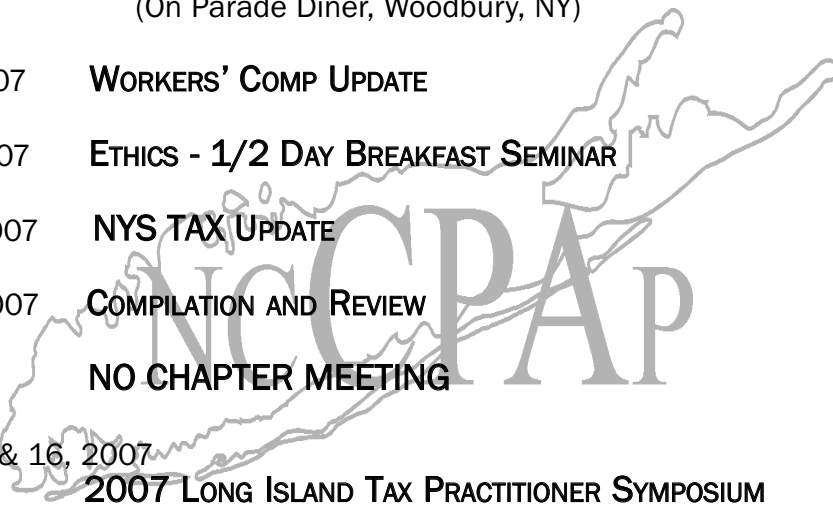 (On Parade Diner, Woodbury, NY)
07 WORKERS' COMP UPDATE
07 ETHICS - 1/2 DAY BREAKFAST SEMINAR
007 NYS TAX UPDATE
007 COMPILATION AND REVIEW
NCCPAP
NO CHAPTER MEETING
& 16, 2007
2007 LONG ISLAND TAX PRACTITIONER SYMPOSIUM